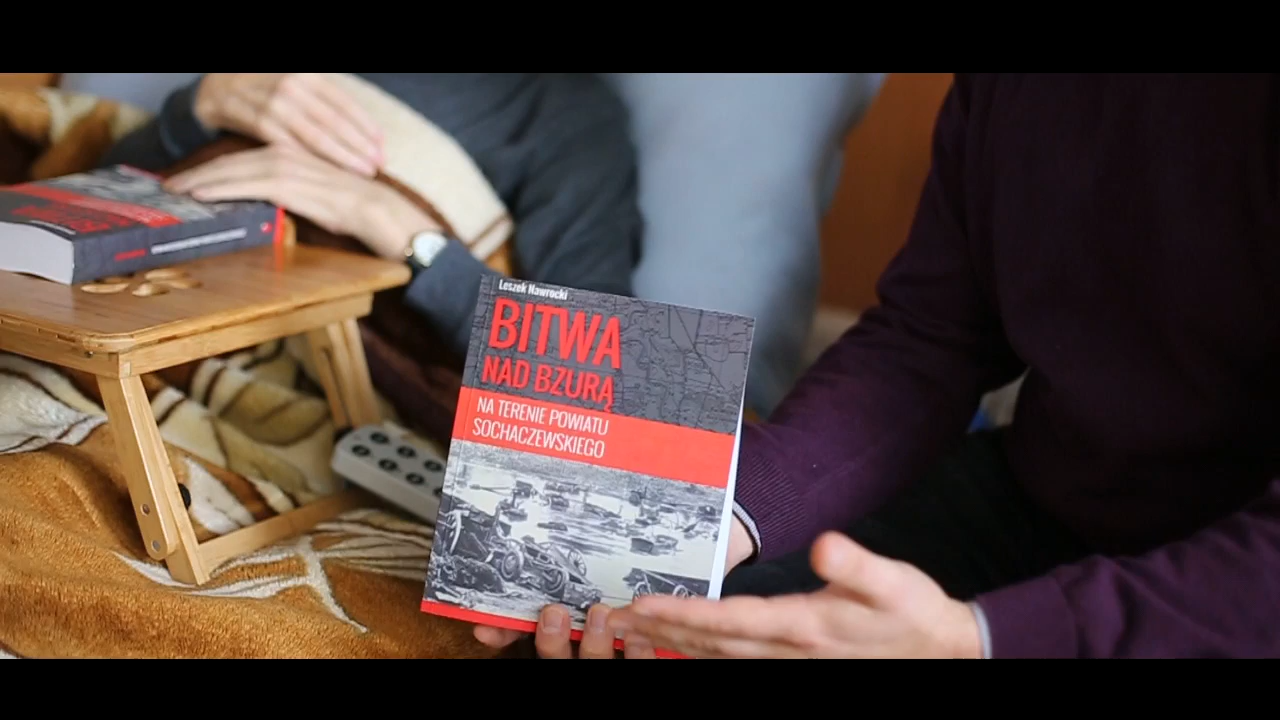 Leszek Nawrocki
BITWA
NAD BZURĄ
NA TERENIE POWIATU
SOCHACZEWSKIEGO